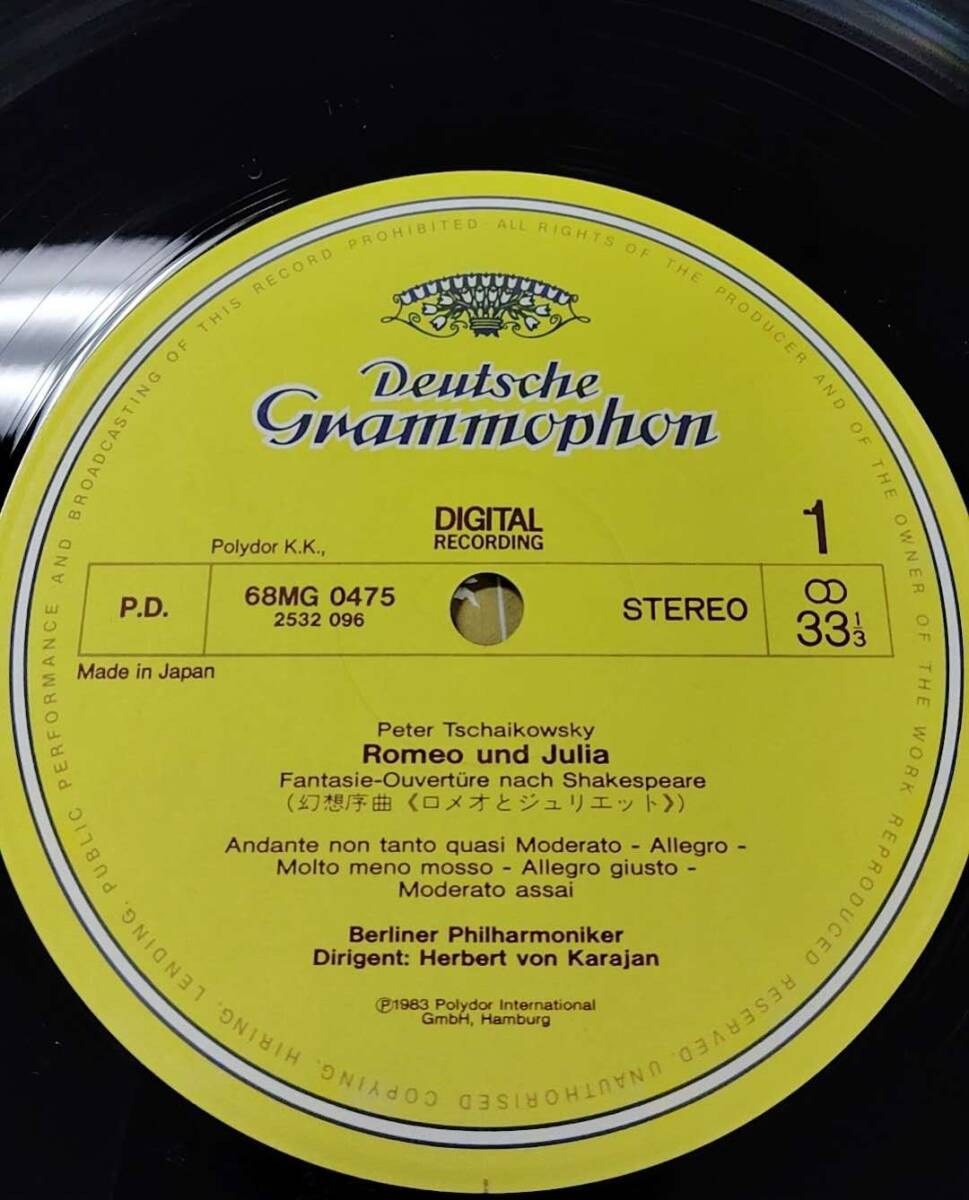 Deutsche
Grammophon
DIGITAL
RECORDING
1
Polydor K.K.,
P.D.
68MG 0475
2532 096
STEREO
33 1/3
Made in Japan
Peter Tschaikowsky
Romeo und Julia
Fantasie-Ouvertüre nach Shakespeare
(幻想序曲《ロメオとジュリエット》)
Andante non tanto quasi Moderato - Allegro -
Molto meno mosso - Allegro giusto -
Moderato assai
Berliner Philharmoniker
Dirigent: Herbert von Karajan
Ⓟ1983 Polydor International
GmbH, Hamburg
ALL RIGHTS OF THE PRODUCER AND OF THE OWNER OF THE WORK REPRODUCED RESERVED. UNAUTHORISED COPYING, HIRING, LENDING, PUBLIC PERFORMANCE AND BROADCASTING OF THIS RECORD PROHIBITED ·